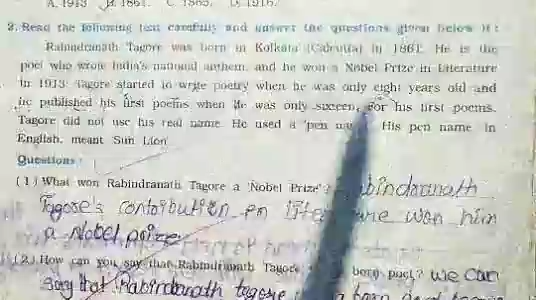 A. 1913 B. 1861. C. 1865. D. 1916.
2. Read the following text carefully and answer the questions given below it :
Rabindranath Tagore was born in Kolkata (Calcutta) in 1861. He is the
poet who wrote India's national anthem, and he won a Nobel Prize in Literature
in 1913. Tagore started to write poetry when he was only eight years old and
he published his first poems when he was only sixteen. For his first poems,
Tagore did not use his real name. He used a 'pen His pen name in
English, meant Sun Lion
Questions :
(1) What won Rabindranath Tagore a 'Nobel Prize'
Tagore's contribution en won him
a Nobel prize
(2.) How can you say that Rabindranath Tagore born poet? we can
say that Rabindranath tagore a born